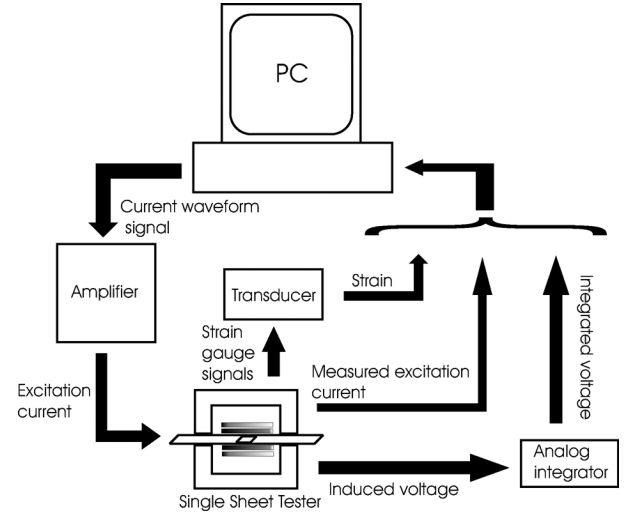 PC
Current waveform
signal
Amplifier
Transducer
Strain
Integrated voltage
Strain
gauge
signals
Measured excitation
current
Excitation
current
Analog
integrator
Induced voltage
Single Sheet Tester